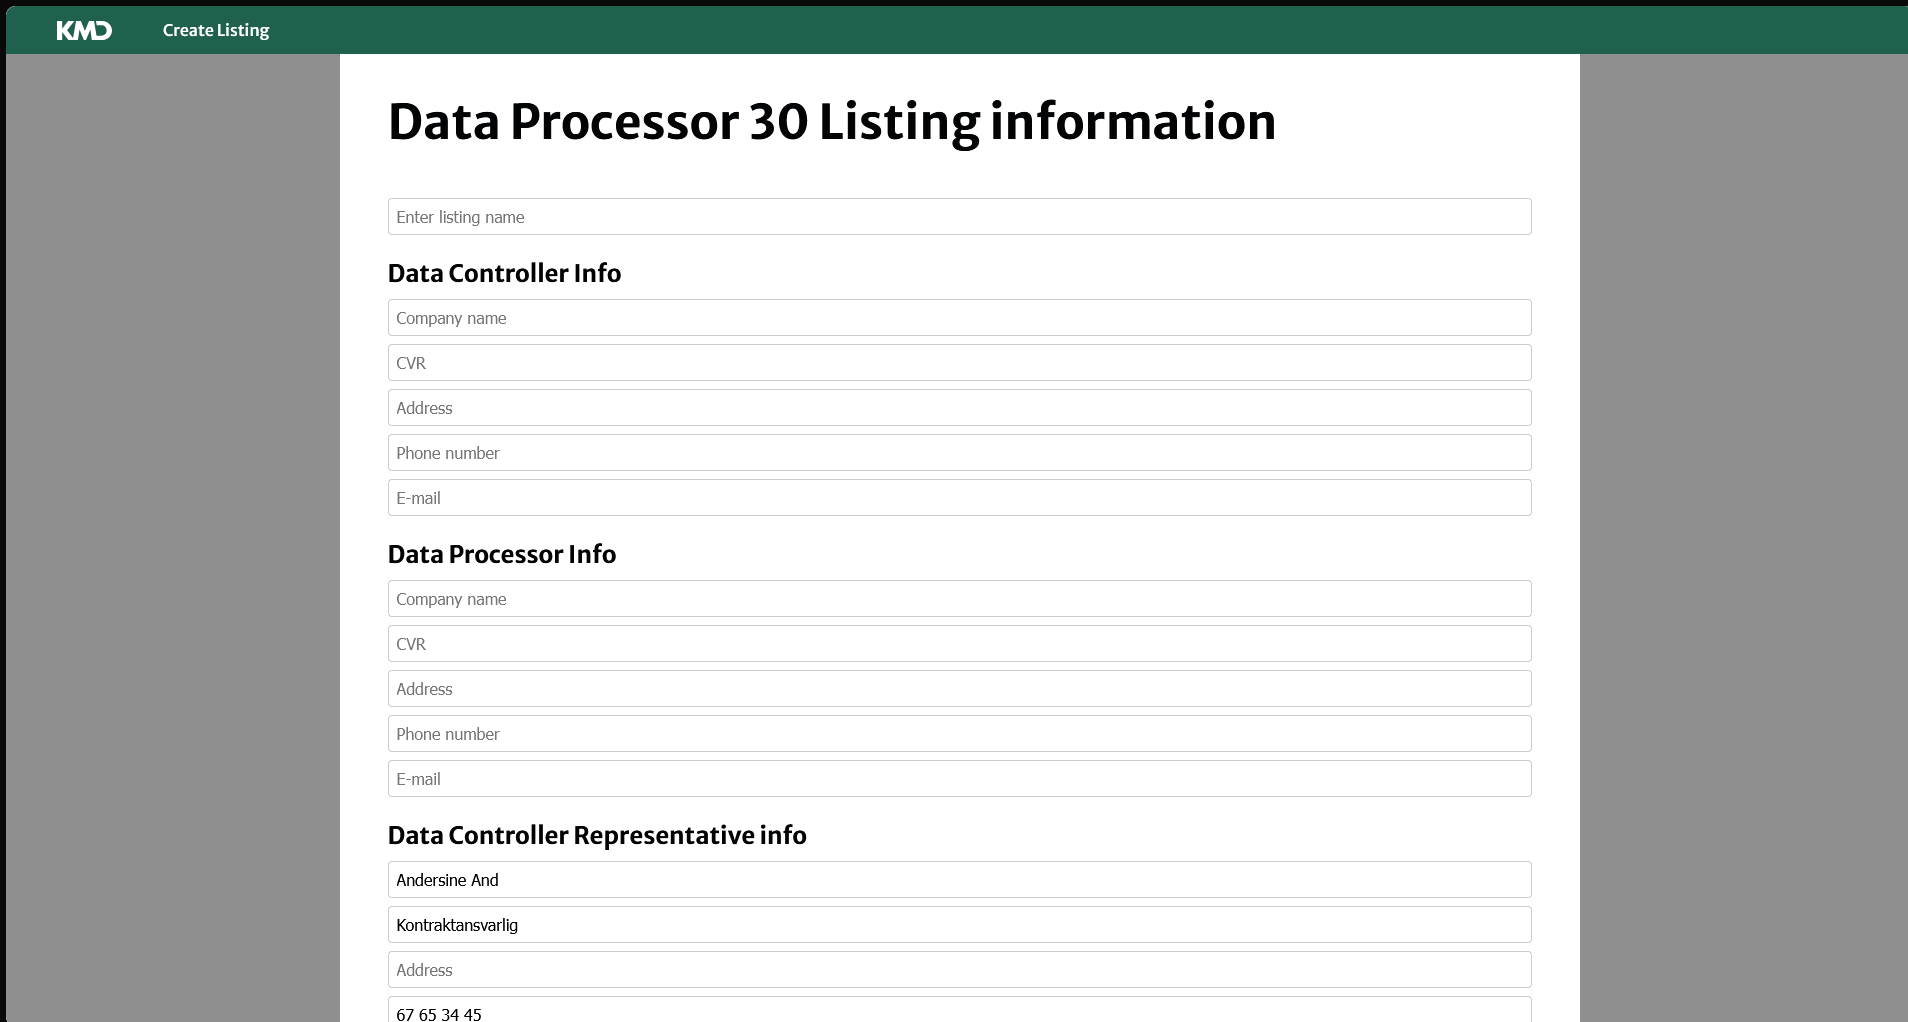 KMD
Create Listing
Data Processor 30 Listing information
Enter listing name
Data Controller Info
Company name
CVR
Address
Phone number
E-mail
Data Processor Info
Company name
CVR
Address
Phone number
E-mail
Data Controller Representative info
Andersine And
Kontraktansvarlig
Address
67 65 34 45